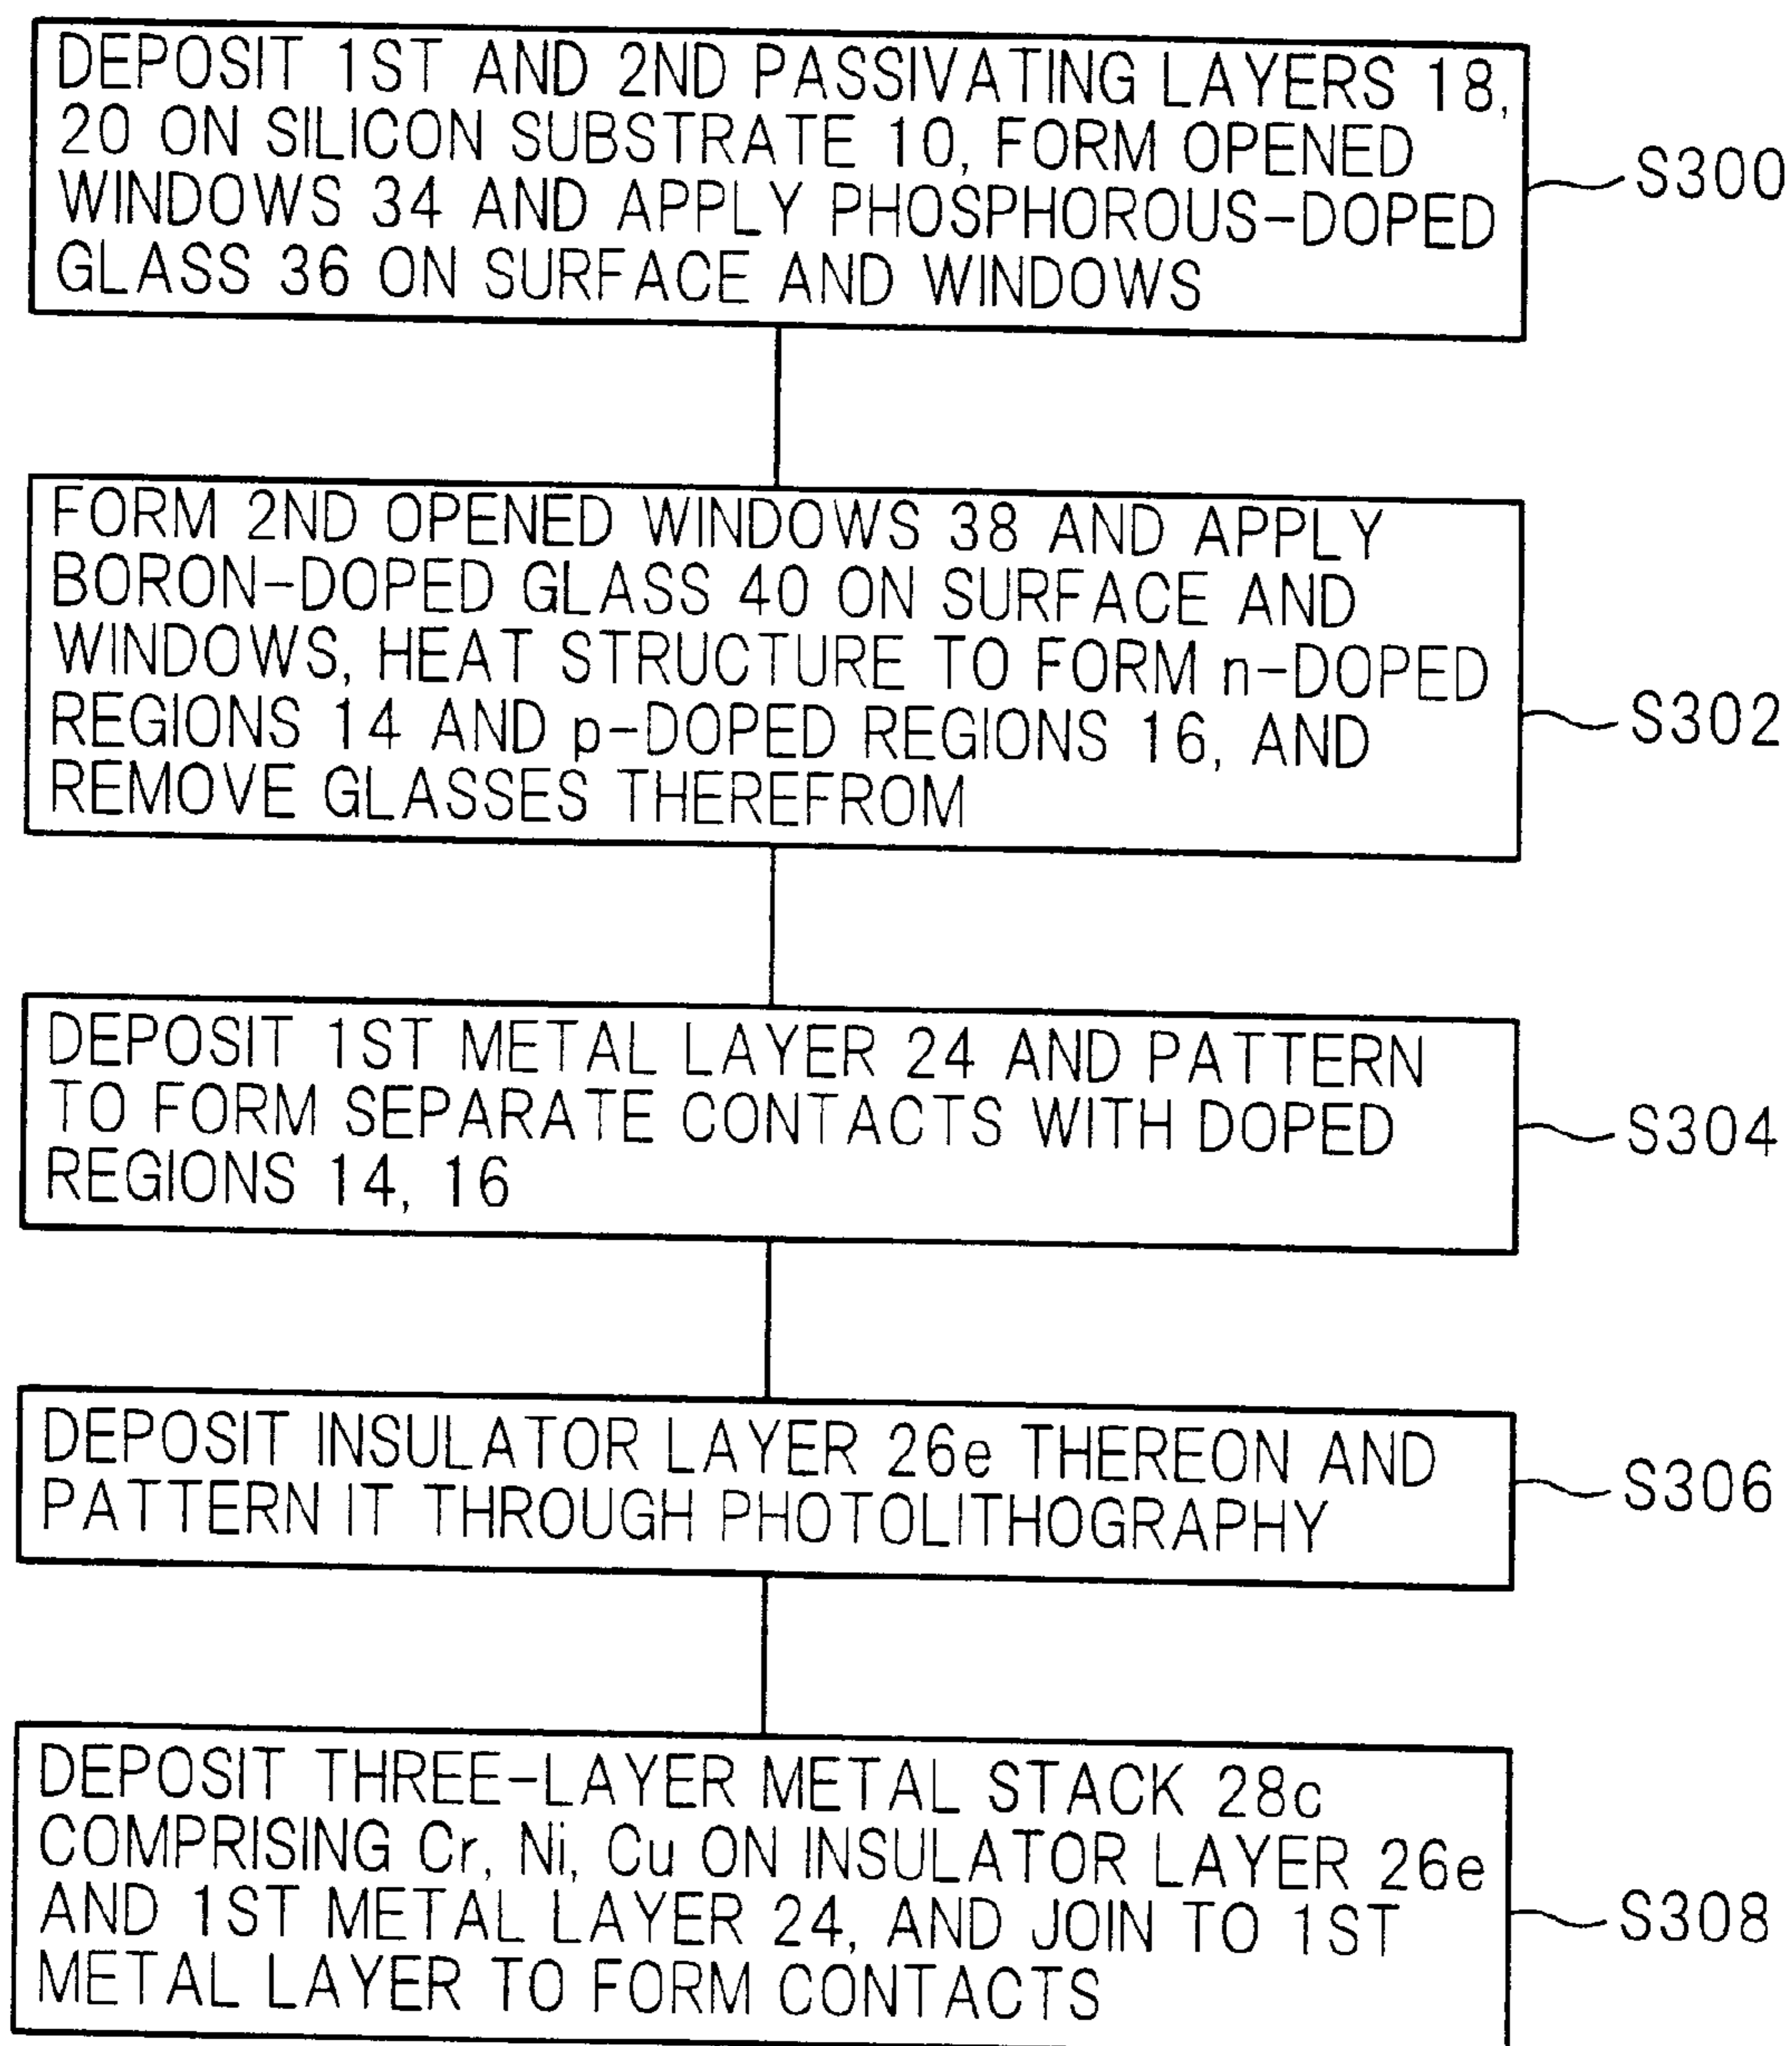 DEPOSIT 1ST AND 2ND PASSIVATING LAYERS 18,
20 ON SILICON SUBSTRATE 10, FORM OPENED
WINDOWS 34 AND APPLY PHOSPHOROUS-DOPED
GLASS 36 ON SURFACE AND WINDOWS
S300
FORM 2ND OPENED WINDOWS 38 AND APPLY
BORON-DOPED GLASS 40 ON SURFACE AND
WINDOWS, HEAT STRUCTURE TO FORM n-DOPED
REGIONS 14 AND p-DOPED REGIONS 16, AND
REMOVE GLASSES THEREFROM
S302
DEPOSIT 1ST METAL LAYER 24 AND PATTERN
TO FORM SEPARATE CONTACTS WITH DOPED
REGIONS 14, 16
S304
DEPOSIT INSULATOR LAYER 26e THEREON AND
PATTERN IT THROUGH PHOTOLITHOGRAPHY
S306
DEPOSIT THREE-LAYER METAL STACK 28c
COMPRISING Cr, Ni, Cu ON INSULATOR LAYER 26e
AND 1ST METAL LAYER 24, AND JOIN TO 1ST
METAL LAYER TO FORM CONTACTS
S308